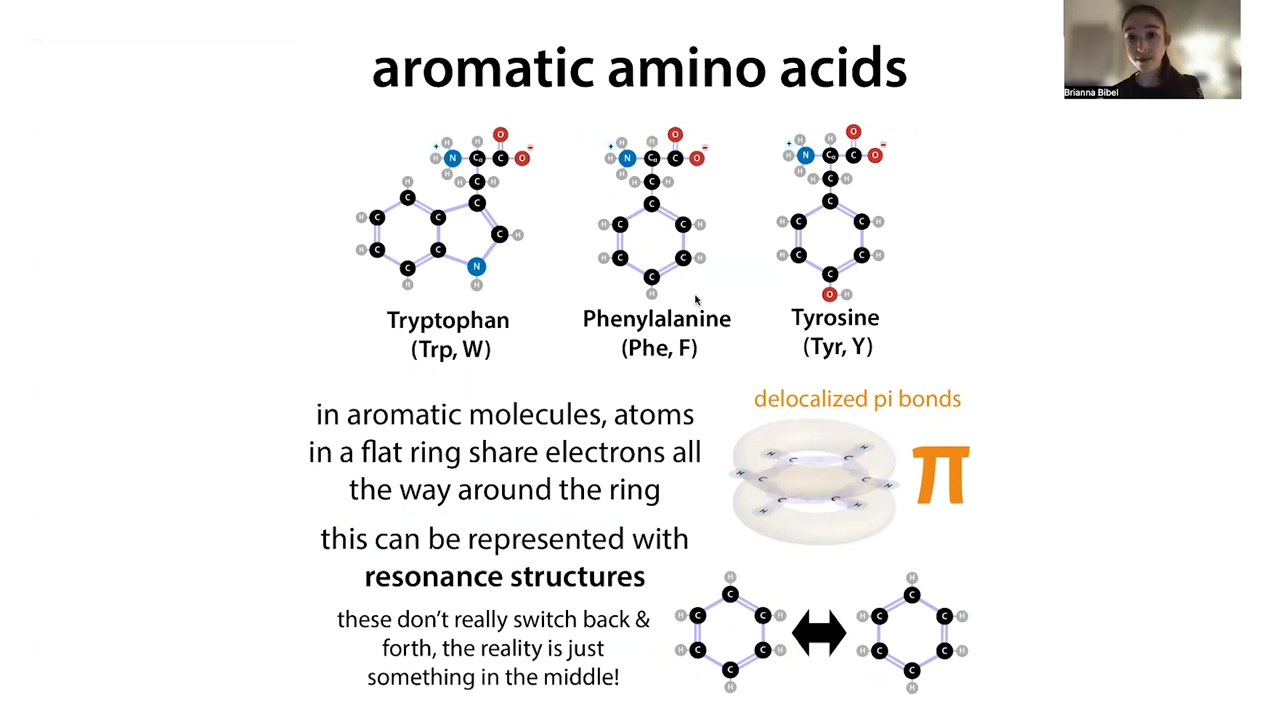 aromatic amino acids
Brianna Bibel
Tryptophan
(Trp, W)
Phenylalanine
(Phe, F)
Tyrosine
(Tyr, Y)
in aromatic molecules, atoms
in a flat ring share electrons all
the way around the ring
delocalized pi bonds
π
this can be represented with
resonance structures
these don't really switch back &
forth, the reality is just
something in the middle!